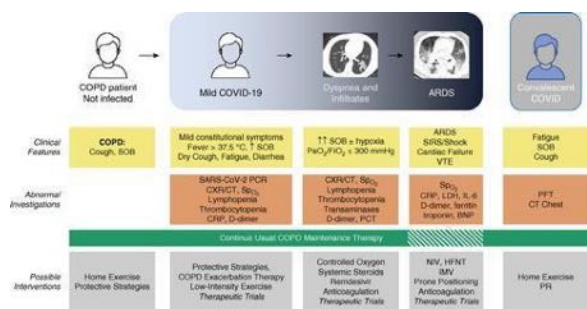 COPD patient
Not infected
Mild COVID-19
Dyspnea and
Infiltrates
ARDS
Convalescent
COVID
Clinical
Features
COPD:
Cough, SOB
Mild constitutional symptoms
Fever > 37.5 °C, ↑ SOB
Dry Cough, Fatigue, Diarrhea
↑↑ SOB ± hypoxia
PaO₂/FiO₂ < 300 mmHg
ARDS
SIRS/Shock
Cardiac Failure
VTE
Fatigue
SOB
Cough
Abnormal
Investigations
SARS-CoV-2 PCR
CXR/CT, SpO₂
Lymphopenia
Thrombocytopenia
CRP, D-dimer
CXR/CT, SpO₂
Lymphopenia
Thrombocytopenia
Transaminases
D-dimer, PCT
SpO₂
CRP, LDH, IL-6
D-dimer, ferritin
troponin, BNP
PFT
CT Chest
Continue Usual COPD Maintenance Therapy
Possible
Interventions
Home Exercise
Protective Strategies
Protective Strategies,
COPD Exacerbation Therapy
Low-Intensity Exercise
Therapeutic Trials
Controlled Oxygen
Systemic Steroids
Remdesivir
Anticoagulation
Therapeutic Trials
NIV, HFNT
IMV
Prone Positioning
Anticoagulation
Therapeutic Trials
Home Exercise
PR